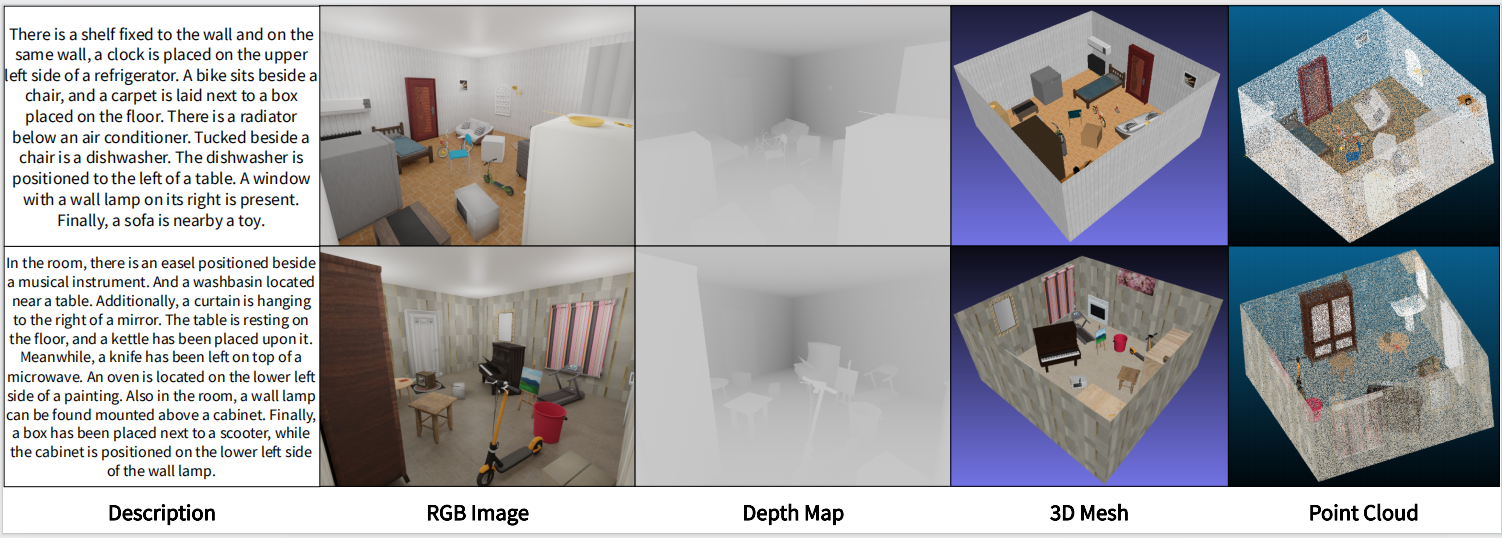 There is a shelf fixed to the wall and on the
same wall, a clock is placed on the upper
left side of a refrigerator. A bike sits beside a
chair, and a carpet is laid next to a box
placed on the floor. There is a radiator
below an air conditioner. Tucked beside a
chair is a dishwasher. The dishwasher is
positioned to the left of a table. A window
with a wall lamp on its right is present.
Finally, a sofa is nearby a toy.
In the room, there is an easel positioned beside
a musical instrument. And a washbasin located
near a table. Additionally, a curtain is hanging
to the right of a mirror. The table is resting on
the floor, and a kettle has been placed upon it.
Meanwhile, a knife has been left on top of a
microwave. An oven is located on the lower left
side of a painting. Also in the room, a wall lamp
can be found mounted above a cabinet. Finally,
a box has been placed next to a scooter, while
the cabinet is positioned on the lower left side
of the wall lamp.
Description
RGB Image
Depth Map
3D Mesh
Point Cloud